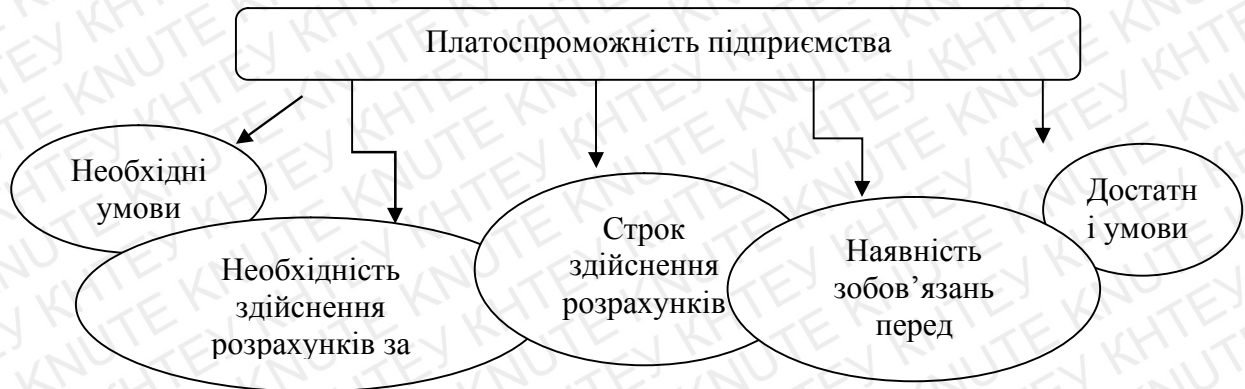 Платоспроможність підприємства
Необхідні
умови
Необхідність
здійснення
розрахунків за
Строк
здійснення
розрахунків
Наявність
зобов’язань
перед
Достатн
і умови